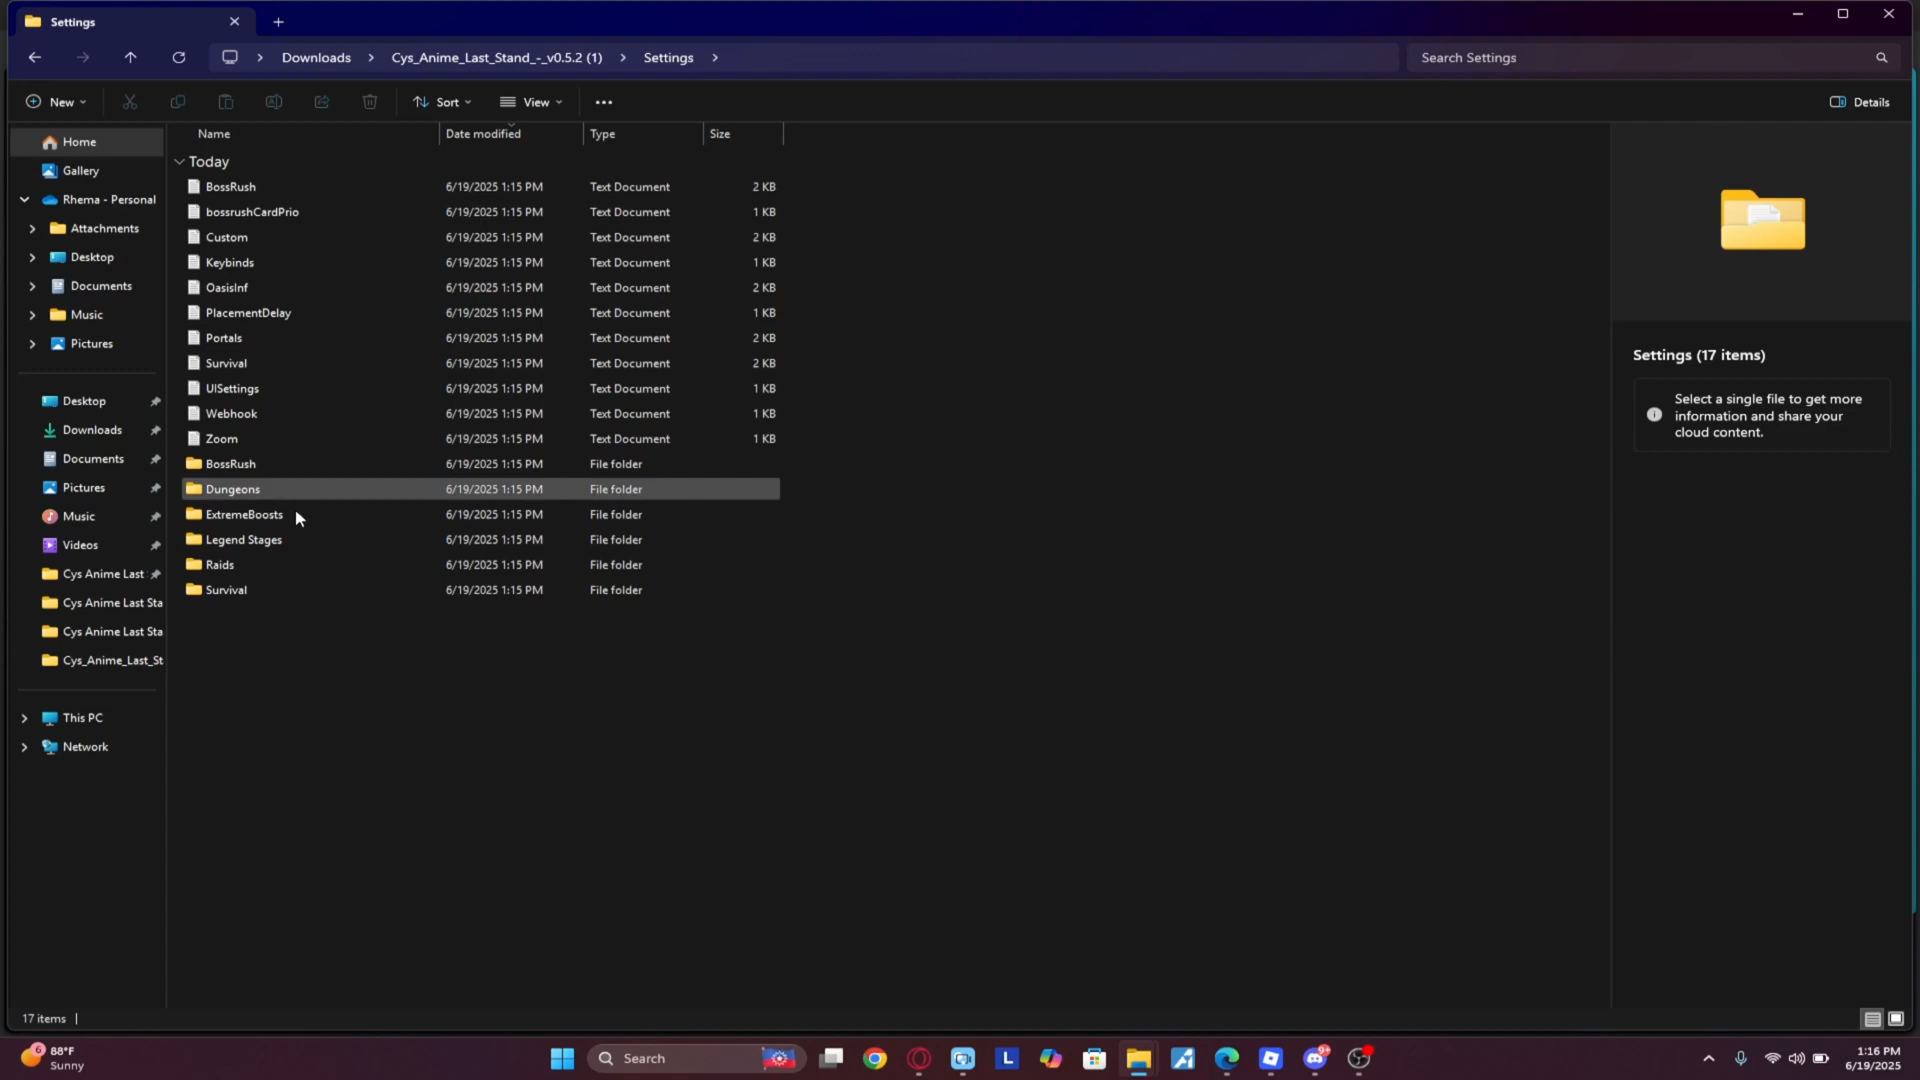 Settings
Downloads > Cys_Anime_Last_Stand_-_v0.5.2 (1) > Settings >
Search Settings
New
Sort
View
Details
Name
Date modified
Type
Size
Today
BossRush 6/19/2025 1:15 PM Text Document 2 KB
bossrushCardPrio 6/19/2025 1:15 PM Text Document 1 KB
Custom 6/19/2025 1:15 PM Text Document 2 KB
Keybinds 6/19/2025 1:15 PM Text Document 1 KB
OasisInf 6/19/2025 1:15 PM Text Document 2 KB
PlacementDelay 6/19/2025 1:15 PM Text Document 1 KB
Portals 6/19/2025 1:15 PM Text Document 2 KB
Survival 6/19/2025 1:15 PM Text Document 2 KB
UISettings 6/19/2025 1:15 PM Text Document 1 KB
Webhook 6/19/2025 1:15 PM Text Document 1 KB
Zoom 6/19/2025 1:15 PM Text Document 1 KB
BossRush 6/19/2025 1:15 PM File folder
Dungeons 6/19/2025 1:15 PM File folder
ExtremeBoosts 6/19/2025 1:15 PM File folder
Legend Stages 6/19/2025 1:15 PM File folder
Raids 6/19/2025 1:15 PM File folder
Survival 6/19/2025 1:15 PM File folder
Home
Gallery
Rhema - Personal
Attachments
Desktop
Documents
Music
Pictures
Desktop
Downloads
Documents
Pictures
Music
Videos
Cys Anime Last
Cys Anime Last Sta
Cys Anime Last Sta
Cys_Anime_Last_St
This PC
Network
Settings (17 items)
Select a single file to get more
information and share your
cloud content.
17 items
6
88°F
Sunny
Search
L
9+
1:16 PM
6/19/2025